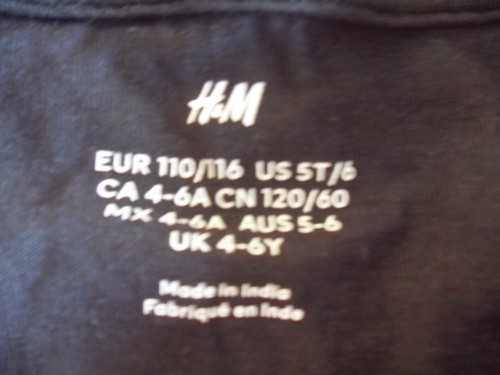 H&M
EUR 110/116 US 5T/6
CA 4-6A CN 120/60
MX 4-6A AUS 5-6
UK 4-6Y
Made in India
Fabriqué en Inde